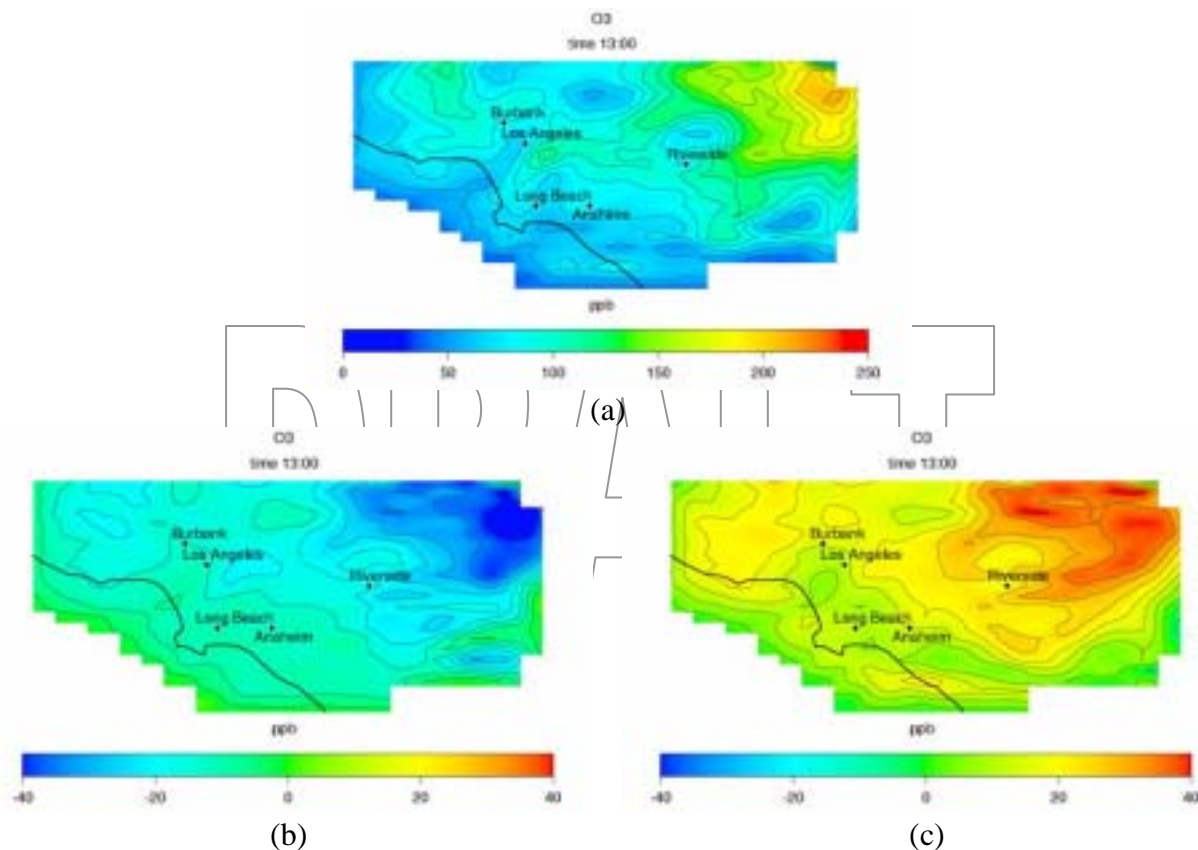 O3
time 13:00
Burbank
Los Angeles
Riverside
Long Beach
Anaheim
ppb
0 50 100 150 200 250
(a)
DRAFT
O3
time 13:00
Burbank
Los Angeles
Riverside
Long Beach
Anaheim
ppb
-40 -20 0 20 40
(b)
O3
time 13:00
Burbank
Los Angeles
Riverside
Long Beach
Anaheim
ppb
-40 -20 0 20 40
(c)